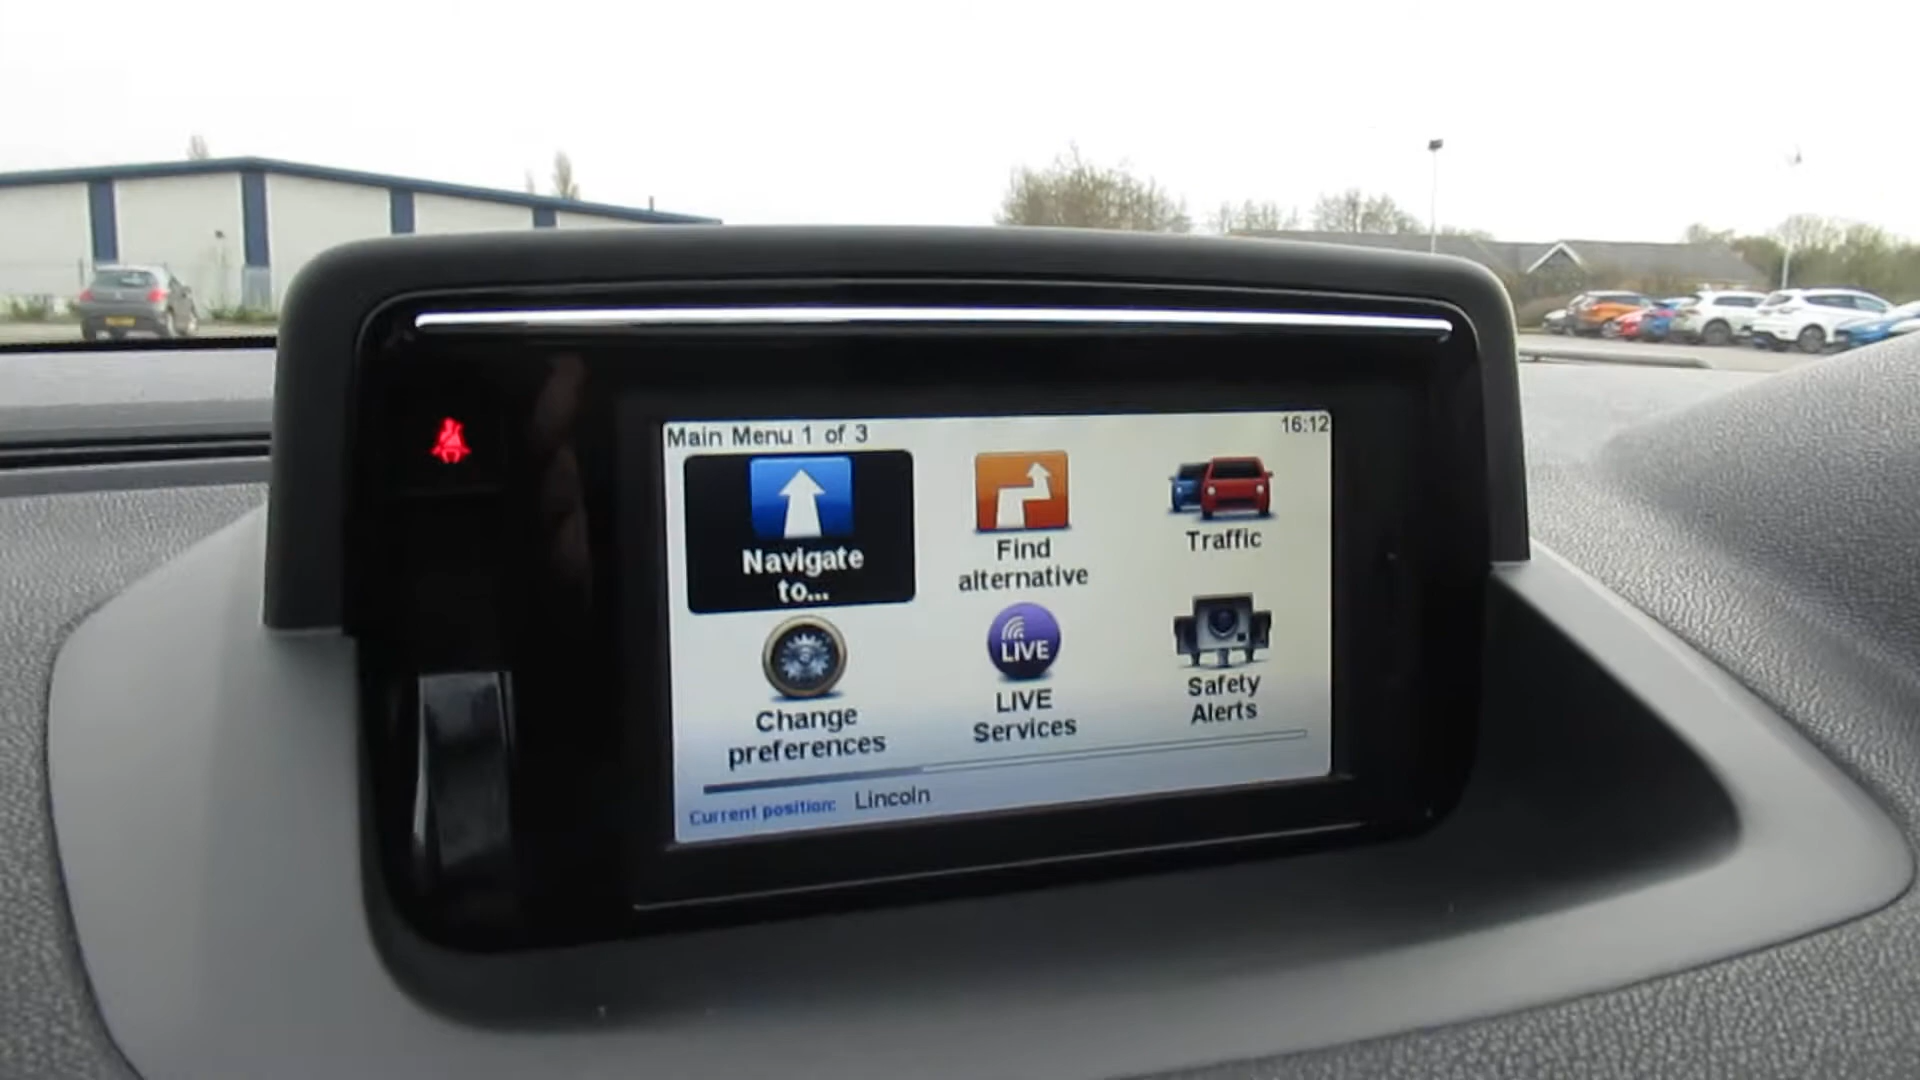 Main Menu 1 of 3
16:12
Navigate
to...
Find
alternative
Traffic
Change
preferences
LIVE
LIVE
Services
Safety
Alerts
Current position: Lincoln